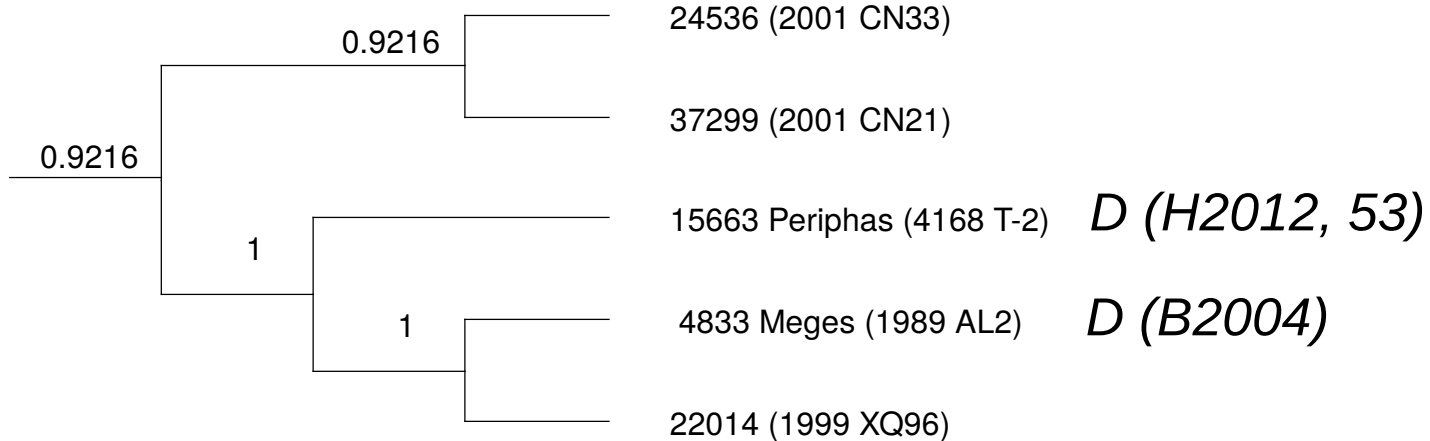 24536 (2001 CN33)
0.9216
37299 (2001 CN21)
0.9216
15663 Periphas (4168 T-2) D (H2012, 53)
1
1
4833 Meges (1989 AL2) D (B2004)
22014 (1999 XQ96)